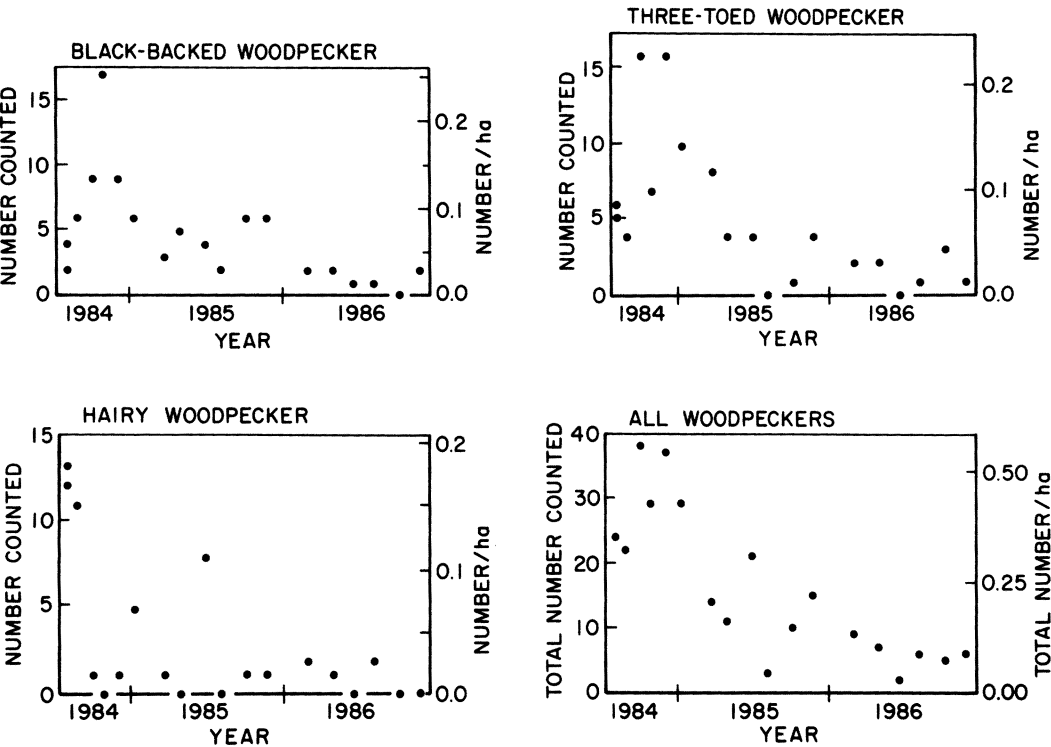 BLACK-BACKED WOODPECKER
NUMBER COUNTED
15
10
5
0
0.2
0.1
0.0
NUMBER/ha
1984 1985 1986
YEAR
THREE-TOED WOODPECKER
NUMBER COUNTED
15
10
5
0
0.2
0.1
0.0
NUMBER/ha
1984 1985 1986
YEAR
HAIRY WOODPECKER
NUMBER COUNTED
15
10
5
0
0.2
0.1
0.0
NUMBER/ha
1984 1985 1986
YEAR
ALL WOODPECKERS
TOTAL NUMBER COUNTED
40
30
20
10
0
0.50
0.25
0.00
TOTAL NUMBER/ha
1984 1985 1986
YEAR